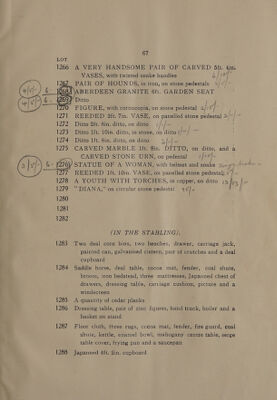 67
LOT
1266 A VERY HANDSOME PAIR OF CARVED 5ft. 4in.
VASES, with twisted snake handles
1267 PAIR OF HOUNDS, in iron, on stone pedestals
1268 ABERDEEN GRANITE 4ft. GARDEN SEAT
1269 Ditto
1270 FIGURE, with cornucopia, on stone pedestal
1271 REEDED 2ft. 7in. VASE, on panelled stone pedestal
1272 Ditto 2ft. 6in. ditto, on ditto
1273 Ditto 1ft. 10in. ditto, in stone, on ditto
1274 Ditto 1ft. 6in. ditto, on ditto
1275 CARVED MARBLE 1ft. 8in. DITTO, on ditto, and a
CARVED STONE URN, on pedestal
1276 STATUE OF A WOMAN, with helmet and snake
1277 REEDED 1ft. 10in. VASE, on panelled stone pedestal
1278 A YOUTH WITH TORCHES, in copper, on ditto
1279 "DIANA," on circular stone pedestal
1280
1281
1282
(IN THE STABLING).
1283 Two deal corn bins, two benches, drawer, carriage jack,
painted can, galvanised cistern, pair of crutches and a deal
cupboard
1284 Saddle horse, deal table, cocoa mat, fender, coal shute,
broom, iron bedstead, three mattresses, Japanned chest of
drawers, dressing table, carriage cushion, picture and a
windscreen
1285 A quantity of cedar planks
1286 Dressing table, pair of zinc figures, hand truck, boiler and a
basket on stand
1287 Floor cloth, three rugs, cocoa mat, fender, fire guard, coal
shute, kettle, enamel bowl, mahogany canvas table, serge
table cover, frying pan and a saucepan
1288 Japanned 4ft. 2in. cupboard